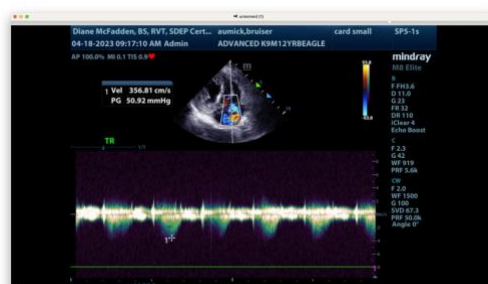 unnamed (1)
Diane McFadden, BS, RVT, SDEP Cert... aumick,bruiser card small SP5-1s
04-18-2023 09:17:10 AM Admin ADVANCED K9M12YRBEAGLE
AP 100.0% MI 0.1 TIS 0.9
mindray
M8 Elite
1 Vel 356.81 cm/s
PG 50.92 mmHg
B
F FH3.6
D 11.0
G 23
FR 32
DR 110
iClear 4
Echo Boost
C
F 2.3
G 42
WF 919
PRF 5.6k
CW
F 2.0
WF 1500
G 100
SVD 67.3
PRF 50.0k
Angle 0°
TR
1